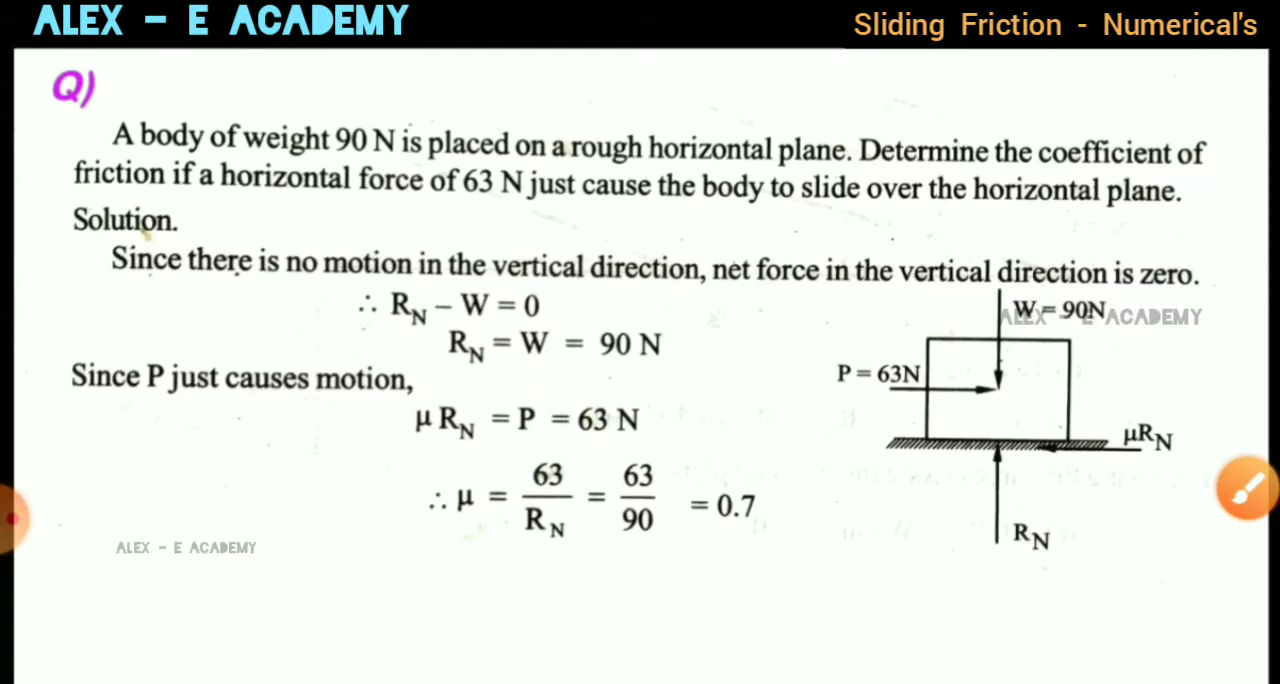 ALEX - E ACADEMY
Sliding Friction - Numerical's
Q)
A body of weight 90 N is placed on a rough horizontal plane. Determine the coefficient of
friction if a horizontal force of 63 N just cause the body to slide over the horizontal plane.
Solution.
Since there is no motion in the vertical direction, net force in the vertical direction is zero.
∴ R_N – W = 0
R_N = W = 90 N
Since P just causes motion,
μ R_N = P = 63 N
∴ μ = 63/R_N = 63/90 = 0.7
W = 90N
ALEX - E ACADEMY
P = 63N
μR_N
R_N
ALEX - E ACADEMY